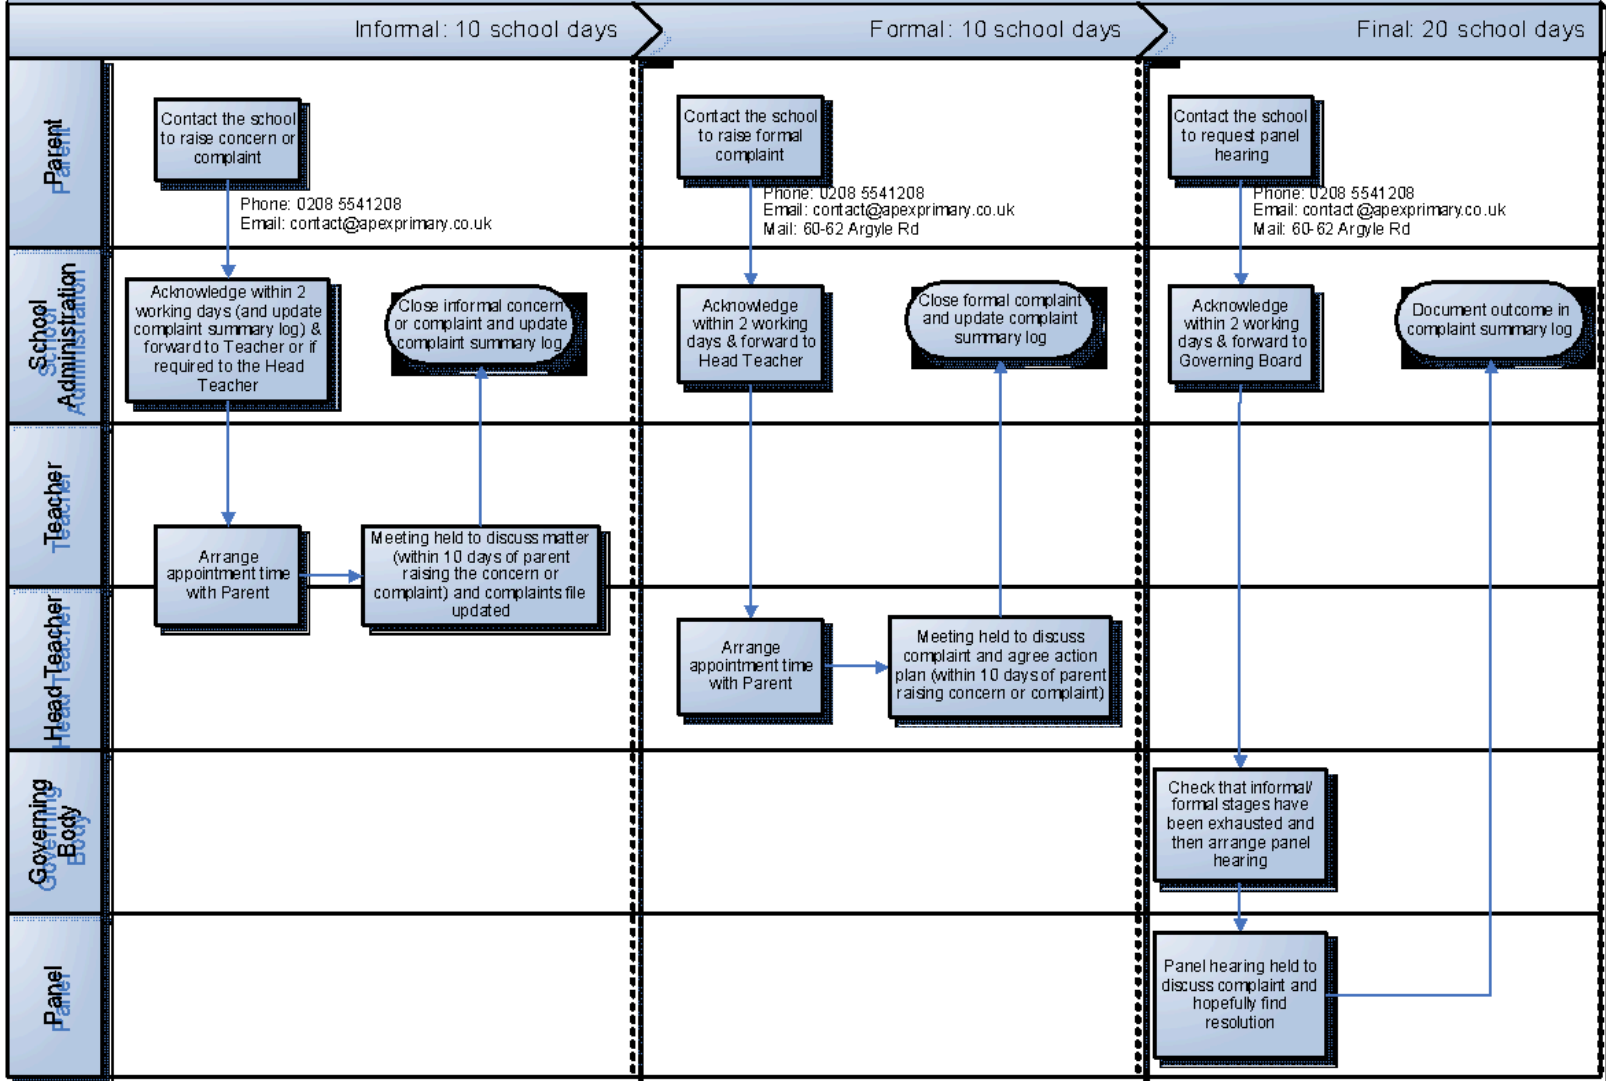 Informal: 10 school days
Formal: 10 school days
Final: 20 school days
Parent
Contact the school
to raise concern or
complaint
Phone: 0208 5541208
Email: contact@apexprimary.co.uk
Contact the school
to raise formal
complaint
Phone: 0208 5541208
Email: contact@apexprimary.co.uk
Mail: 60-62 Argyle Rd
Contact the school
to request panel
hearing
Phone: 0208 5541208
Email: contact@apexprimary.co.uk
Mail: 60-62 Argyle Rd
School
Administration
Acknowledge within 2
working days (and update
complaint summary log) &
forward to Teacher or if
required to the Head
Teacher
Close informal concern
or complaint and update
complaint summary log
Acknowledge
within 2 working
days & forward to
Head Teacher
Close formal complaint
and update complaint
summary log
Acknowledge
within 2 working
days & forward to
Governing Board
Document outcome in
complaint summary log
Teacher
Arrange
appointment time
with Parent
Meeting held to discuss matter
(within 10 days of parent
raising the concern or
complaint) and complaints file
updated
Head Teacher
Arrange
appointment time
with Parent
Meeting held to discuss
complaint and agree action
plan (within 10 days of parent
raising concern or complaint)
Governing
Body
Check that informal/
formal stages have
been exhausted and
then arrange panel
hearing
Panel
Panel hearing held to
discuss complaint and
hopefully find
resolution